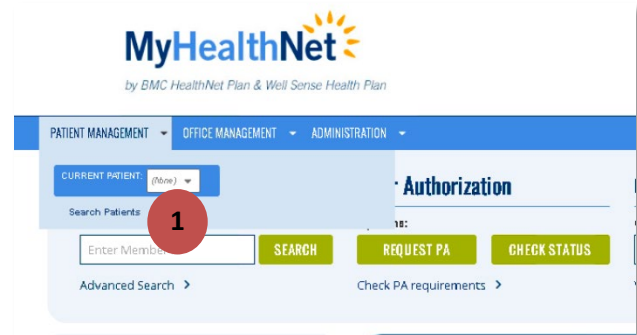 MyHealthNet
by BMC HealthNet Plan & Well Sense Health Plan
PATIENT MANAGEMENT OFFICE MANAGEMENT ADMINISTRATION
CURRENT PATIENT: (None)
Authorization
Search Patients
1
Enter SEARCH REQUEST PA CHECK STATUS
Advanced Search > Check PA requirements >